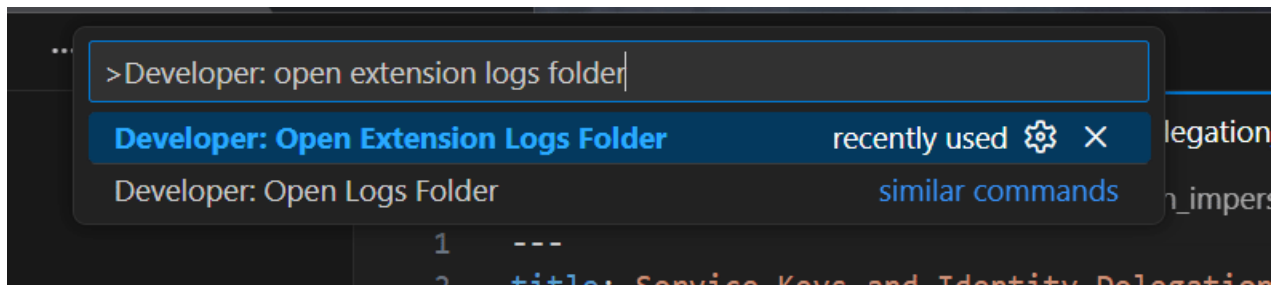 ...
>Developer: open extension logs folder
Developer: Open Extension Logs Folder recently used
legation
Developer: Open Logs Folder similar commands
n_impers
1 ---
title: Service Keys and Identity Delegation